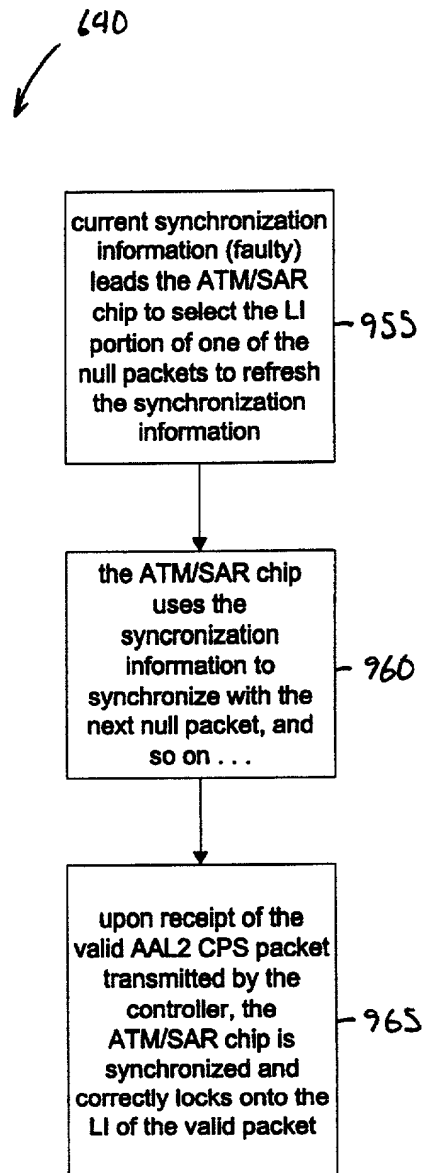 640
current synchronization
information (faulty)
leads the ATM/SAR
chip to select the LI
portion of one of the
null packets to refresh
the synchronization
information
955
the ATM/SAR chip
uses the
syncronization
information to
synchronize with the
next null packet, and
so on . . .
960
upon receipt of the
valid AAL2 CPS packet
transmitted by the
controller, the
ATM/SAR chip is
synchronized and
correctly locks onto the
LI of the valid packet
965